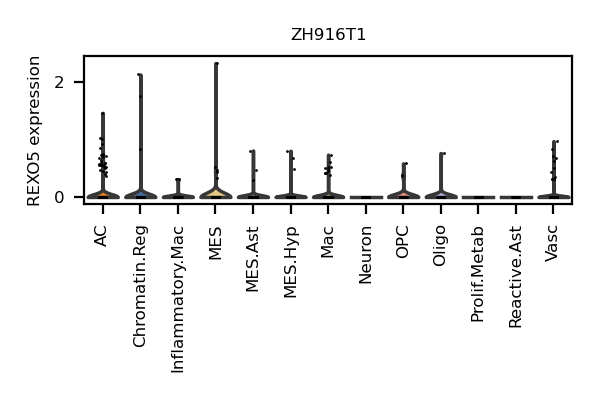 ZH916T1
REXO5 expression
2
0
AC
Chromatin.Reg
Inflammatory.Mac
MES
MES.Ast
MES.Hyp
Mac
Neuron
OPC
Oligo
Prolif.Metab
Reactive.Ast
Vasc